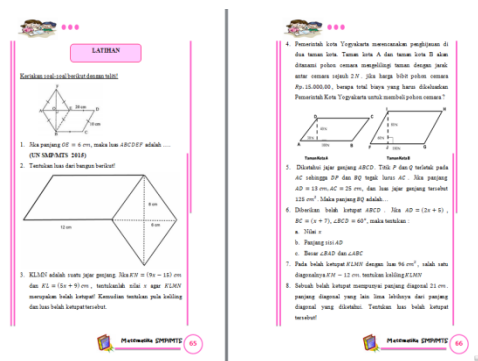 LATIHAN
Kerjakan soal-soal berikut dengan teliti!
1. Jika panjang OE = 6 cm, maka luas ABCDEF adalah ....
(UN SMP/MTS 2018)
2. Tentukan luas dari bangun berikut!
12 cm
8 cm
6 cm
3. KLMN adalah suatu jajar genjang. Jika KN = (9x − 15) cm
dan KL = (5x + 9) cm , tentukanlah nilai x agar KLMN
merupakan belah ketupat! Kemudian tentukan pula keliling
dan luas belah ketupat tersebut.
Matematika SMP/MTS
65
4. Pemerintah kota Yogyakarta merencanakan penghijauan di
dua taman kota. Taman kota A dan taman kota B akan
ditanami pohon cemara mengelilingi taman dengan jarak
antar cemara sejauh 2N . jika harga bibit pohon cemara
Rp.15.000.00, berapa total biaya yang harus dikeluarkan
Pemerintah Kota Yogyakarta untuk membeli pohon cemara ?
Taman Kota A
Taman Kota B
5. Diketahui jajar genjang ABCD. Titik P dan Q terletak pada
AC sehingga DP dan BQ tegak lurus AC. Jika panjang
AD = 13 cm, AC = 25 cm, dan luas jajar genjang tersebut
125 cm². Maka panjang BQ adalah...
6. Diberikan belah ketupat ABCD . Jika AD = (2x + 5) ,
BC = (x + 7), ∠BCD = 60°, maka tentukan :
a. Nilai x
b. Panjang sisi AD
c. Besar ∠BAD dan ∠ABC
7. Pada belah ketupat KLMN dengan luas 96 cm², salah satu
diagonalnya KM = 12 cm. tentukan keliling KLMN
8. Sebuah belah ketupat mempunyai panjang diagonal 21 cm.
panjang diagonal yang lain lima lebihnya dari panjang
diagonal yang diketahui. Tentukan luas belah ketupat
tersebut!
Matematika SMP/MTS
66